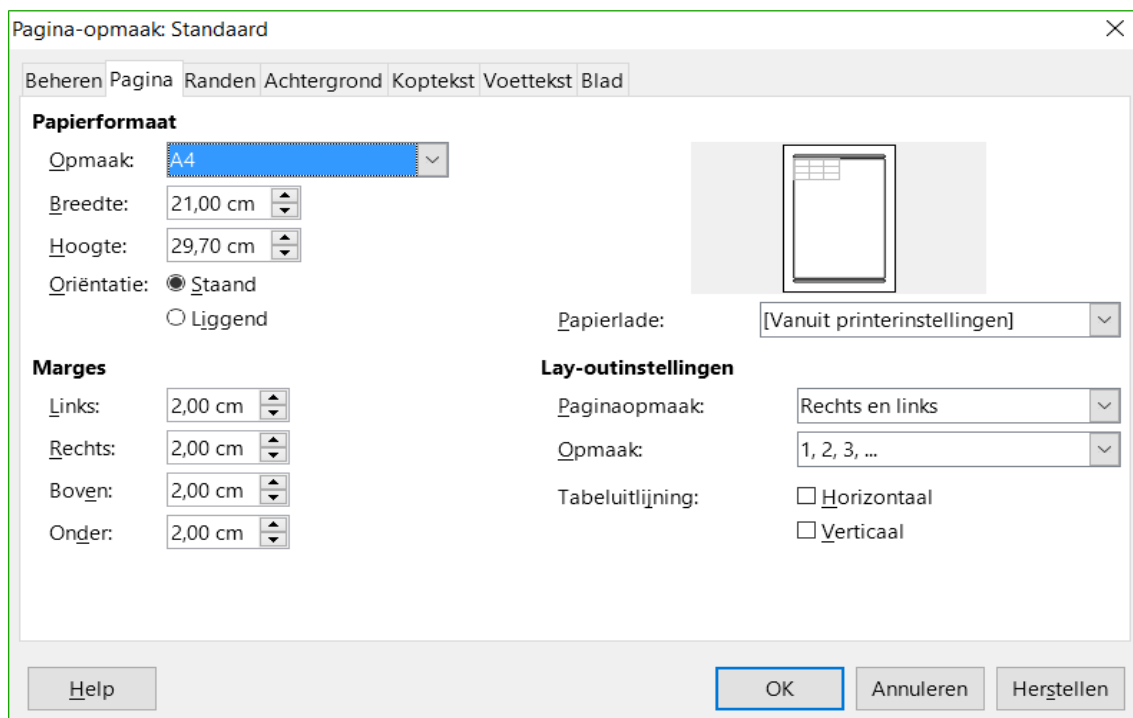 Pagina-opmaak: Standaard
Beheren Pagina Randen Achtergrond Koptekst Voettekst Blad
Papierformaat
Opmaak: A4
Breedte: 21,00 cm
Hoogte: 29,70 cm
Oriëntatie: Staand
Liggend
Papierlade: [Vanuit printerinstellingen]
Marges
Links: 2,00 cm
Rechts: 2,00 cm
Boven: 2,00 cm
Onder: 2,00 cm
Lay-outinstellingen
Paginaopmaak: Rechts en links
Opmaak: 1, 2, 3, ...
Tabeluitlijning: Horizontaal
Verticaal
Help OK Annuleren Herstellen